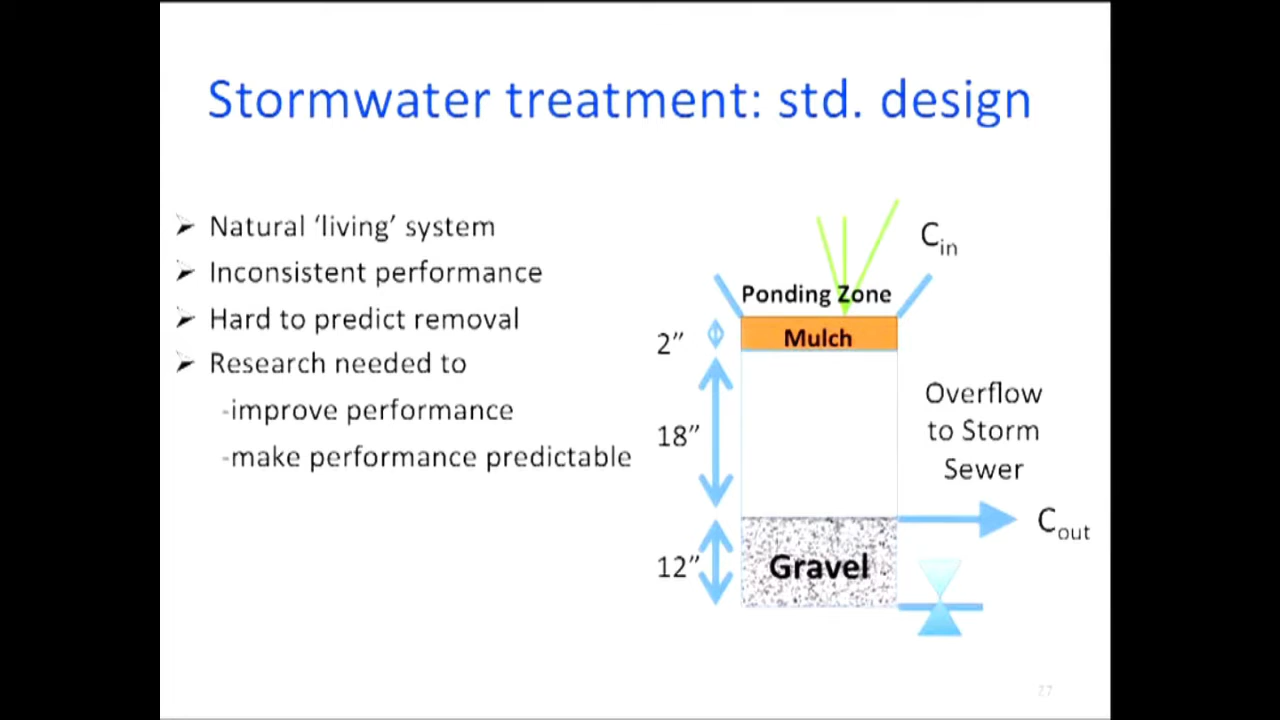 Stormwater treatment: std. design
➢ Natural ‘living’ system
➢ Inconsistent performance
➢ Hard to predict removal
➢ Research needed to
-improve performance
-make performance predictable
Cin
Ponding Zone
2”
Mulch
18”
Overflow
to Storm
Sewer
Cout
12”
Gravel
27